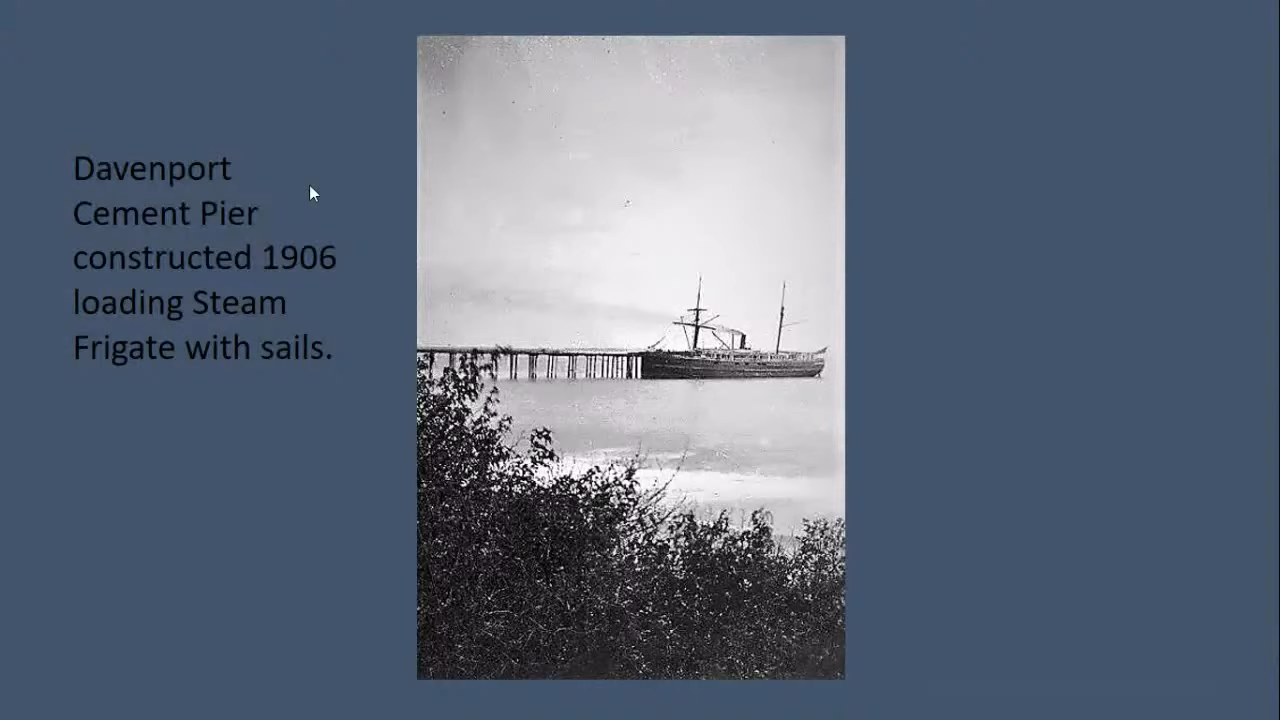 Davenport
Cement Pier
constructed 1906
loading Steam
Frigate with sails.